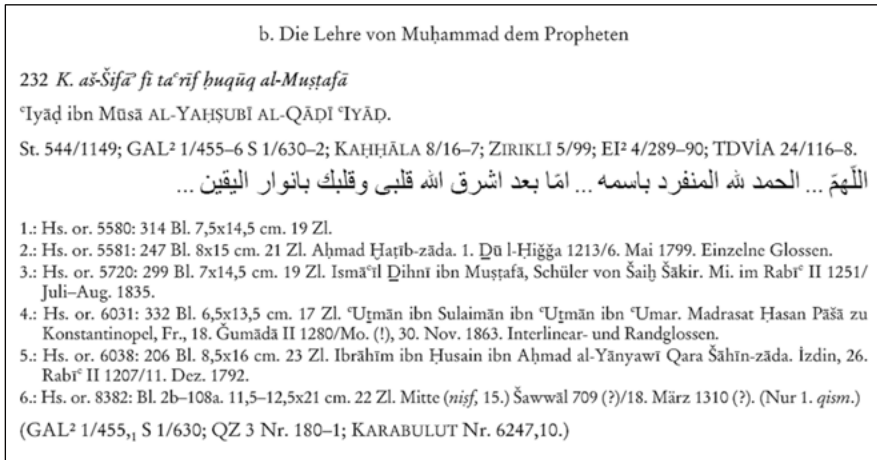 b. Die Lehre von Muḥammad dem Propheten
232 K. aš-Šifāʾ fī taʿrīf ḥuqūq al-Muṣṭafā
ʿIyāḍ ibn Mūsā AL-YAḤṢUBĪ AL-QĀḌĪ ʿIYĀḌ.
St. 544/1149; GAL² 1/455–6 S 1/630–2; KAḤḤĀLA 8/16–7; ZIRIKLĪ 5/99; EI² 4/289–90; TDVİA 24/116–8.
اللّهمّ ... الحمد لله المنفرد باسمه ... امّا بعد اشرق الله قلبى وقلبك بانوار اليقين ...
1.: Hs. or. 5580: 314 Bl. 7,5x14,5 cm. 19 Zl.
2.: Hs. or. 5581: 247 Bl. 8x15 cm. 21 Zl. Aḥmad Ḫaṭīb-zāda. 1. Ḏū l-Ḥiǧǧa 1213/6. Mai 1799. Einzelne Glossen.
3.: Hs. or. 5720: 299 Bl. 7x14,5 cm. 19 Zl. Ismāʿīl Ḏihnī ibn Muṣṭafā, Schüler von Šaiḫ Šākir. Mi. im Rabīʿ II 1251/
Juli–Aug. 1835.
4.: Hs. or. 6031: 332 Bl. 6,5x13,5 cm. 17 Zl. ʿUṯmān ibn Sulaimān ibn ʿUṯmān ibn ʿUmar. Madrasat Ḥasan Pāšā zu
Konstantinopel, Fr., 18. Ǧumādā II 1280/Mo. (!), 30. Nov. 1863. Interlinear- und Randglossen.
5.: Hs. or. 6038: 206 Bl. 8,5x16 cm. 23 Zl. Ibrāhīm ibn Ḥusain ibn Aḥmad al-Yānyawī Qara Šāhīn-zāda. İzdin, 26.
Rabīʿ II 1207/11. Dez. 1792.
6.: Hs. or. 8382: Bl. 2b–108a. 11,5–12,5x21 cm. 22 Zl. Mitte (niṣf, 15.) Šawwāl 709 (?)/18. März 1310 (?). (Nur 1. qism.)
(GAL² 1/455,₁ S 1/630; QZ 3 Nr. 180–1; KARABULUT Nr. 6247,10.)